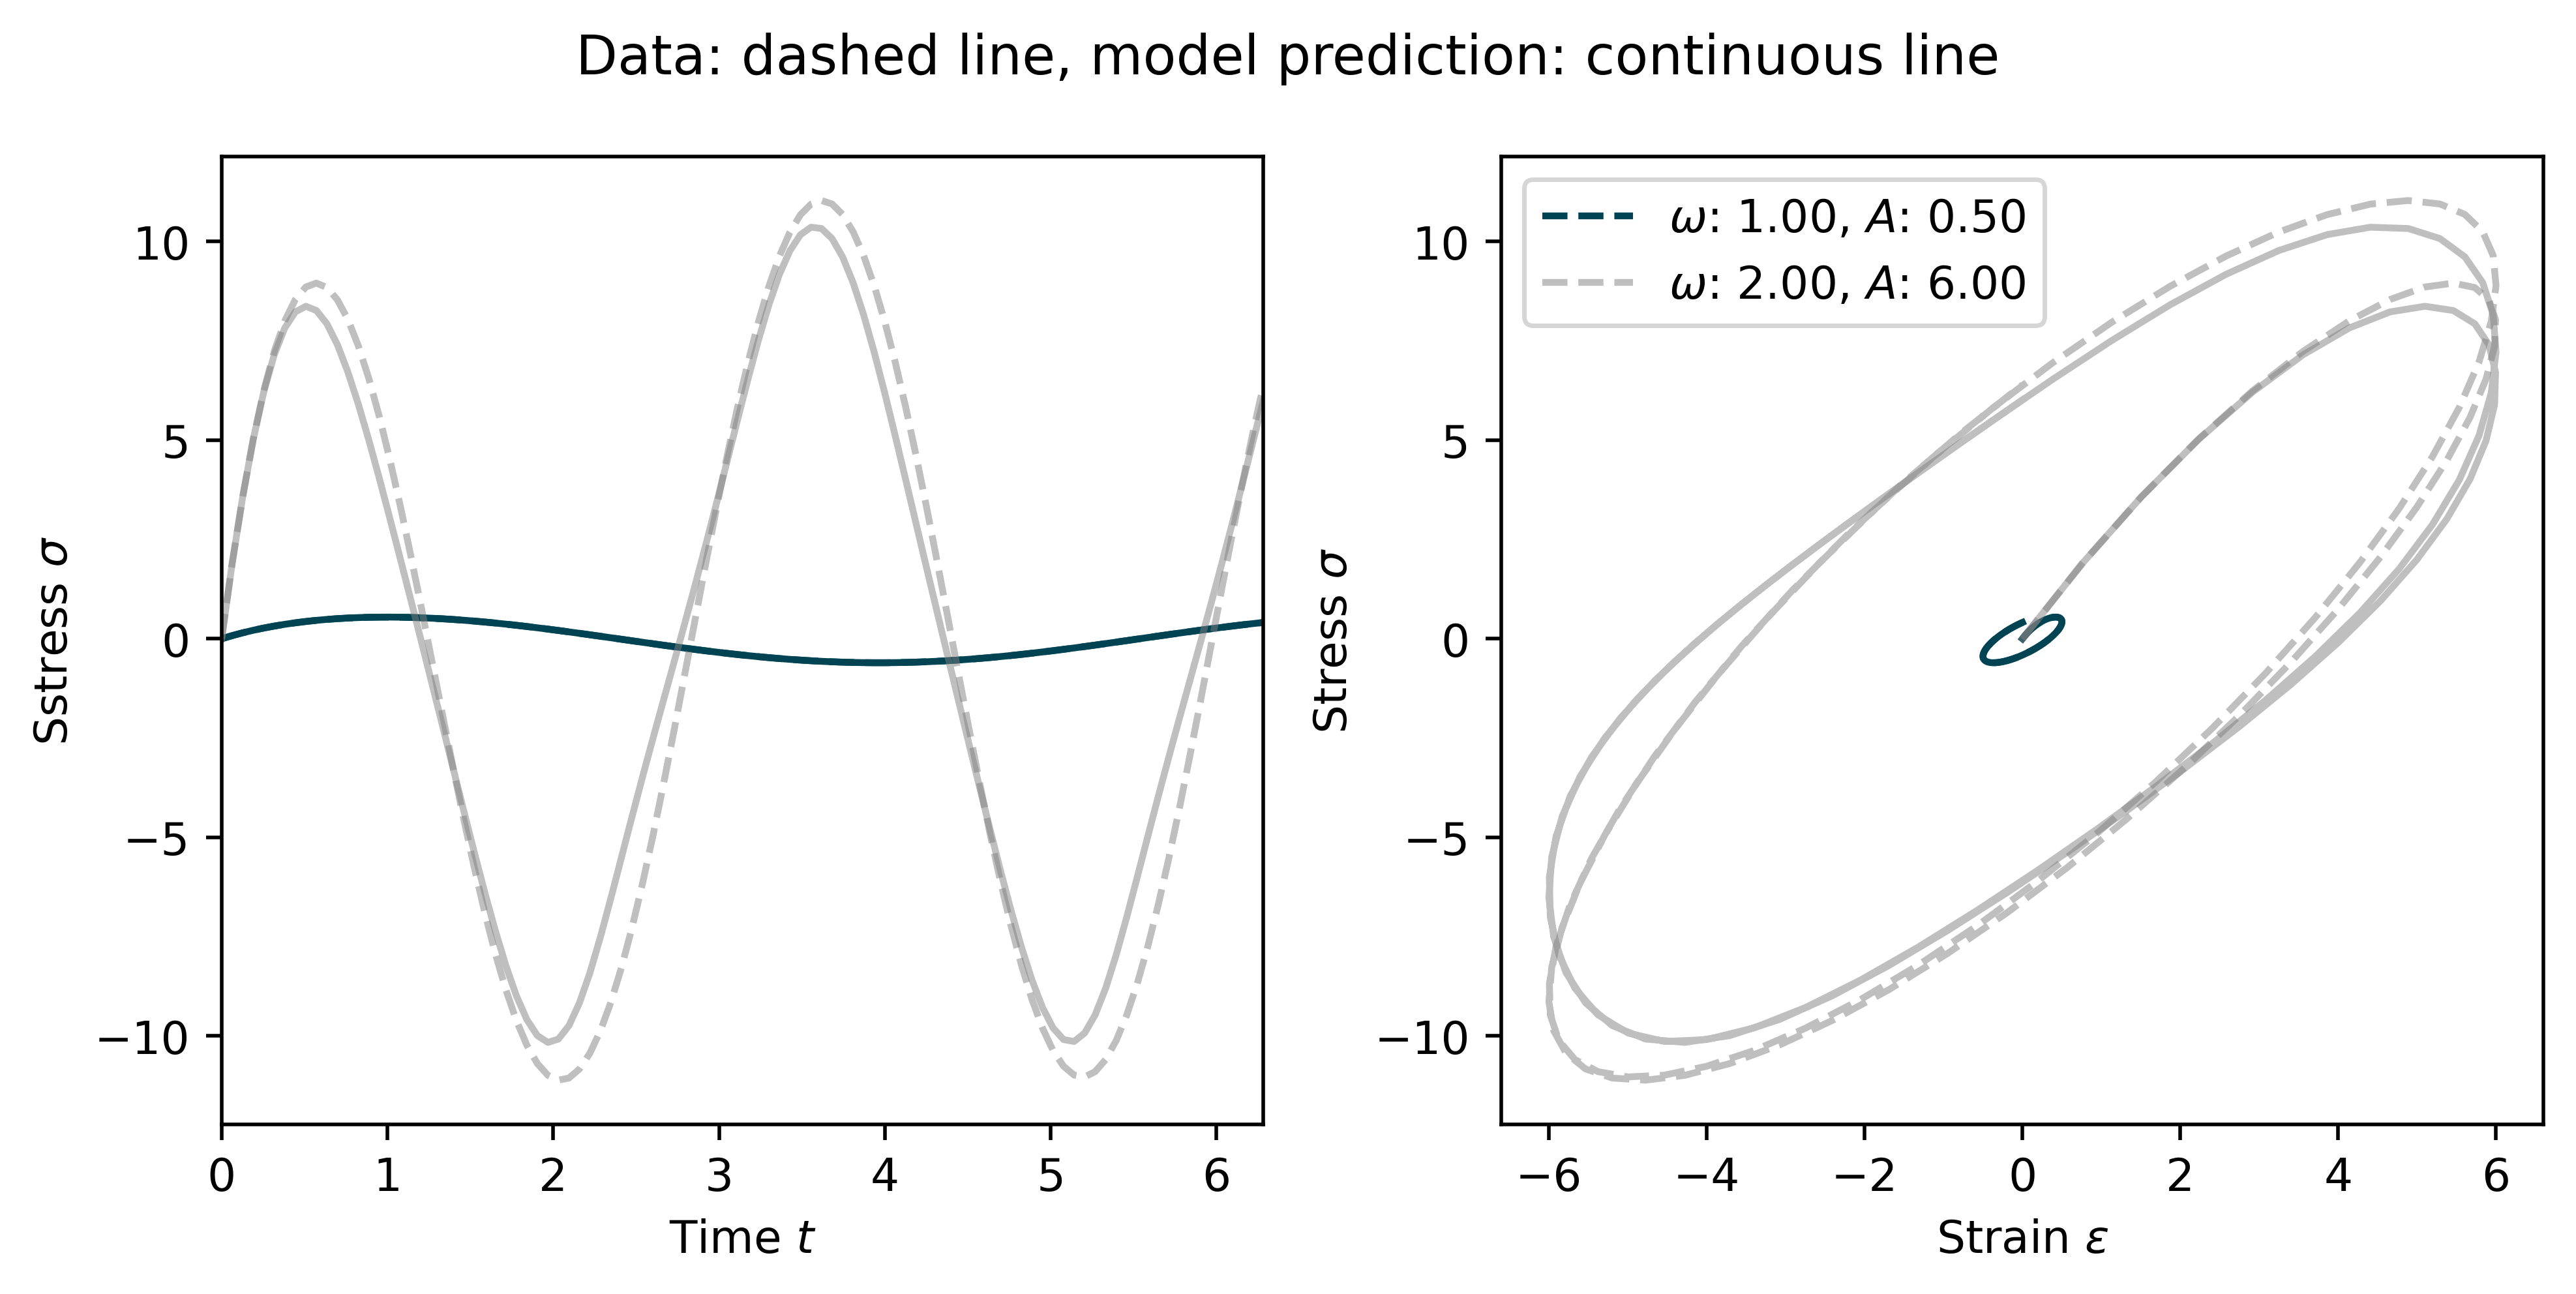 Data: dashed line, model prediction: continuous line
Sstress σ
10
5
0
−5
−10
0 1 2 3 4 5 6
Time t
Stress σ
10
5
0
−5
−10
ω: 1.00, A: 0.50
ω: 2.00, A: 6.00
−6 −4 −2 0 2 4 6
Strain ε